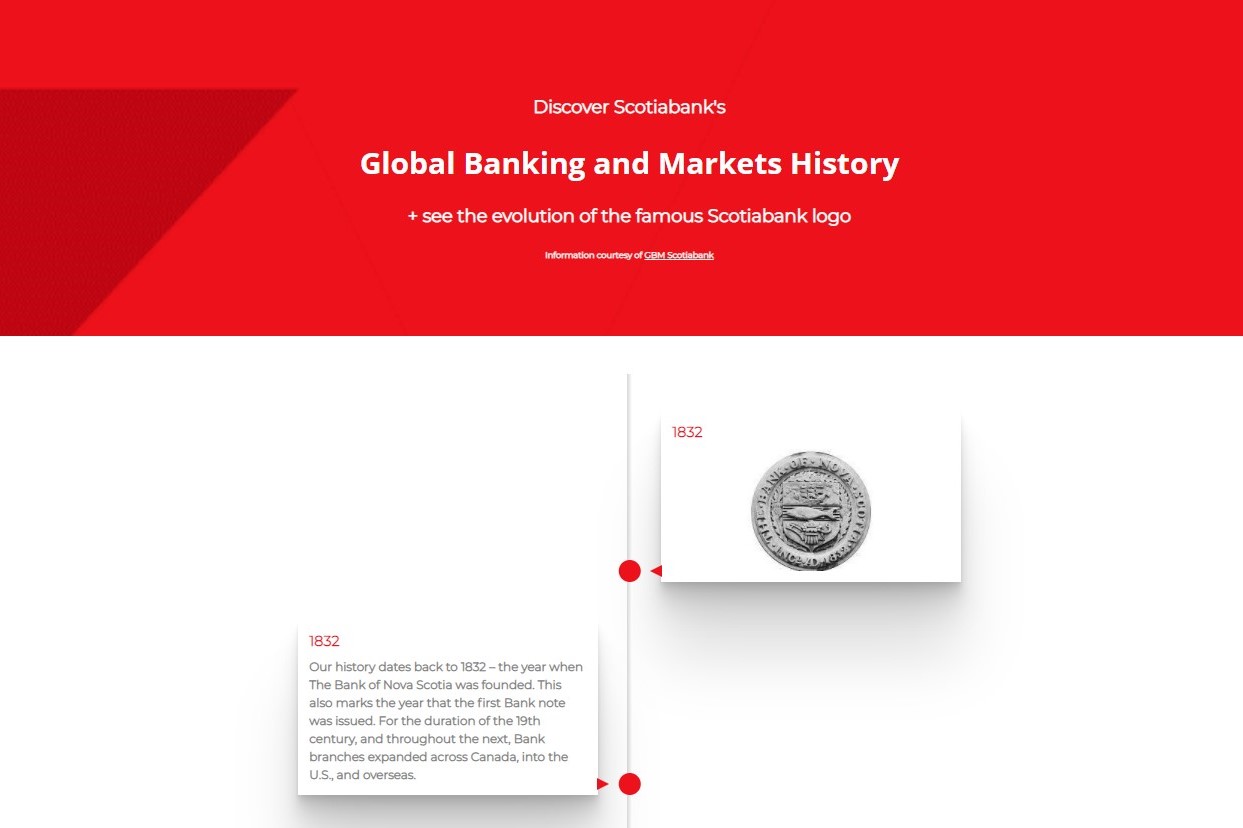 Discover Scotiabank's
Global Banking and Markets History
+ see the evolution of the famous Scotiabank logo
Information courtesy of GBM Scotiabank
1832
THE BANK OF NOVA SCOTIA
1832
Our history dates back to 1832 – the year when
The Bank of Nova Scotia was founded. This
also marks the year that the first Bank note
was issued. For the duration of the 19th
century, and throughout the next, Bank
branches expanded across Canada, into the
U.S., and overseas.